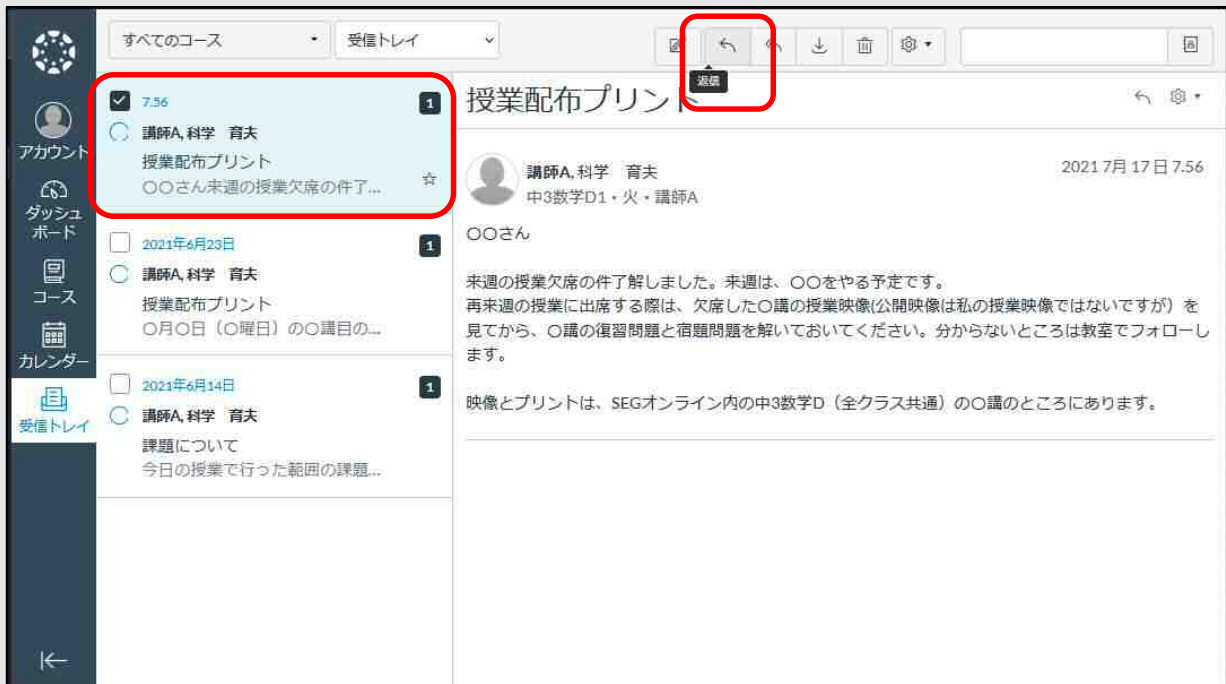 すべてのコース
受信トレイ
返信
アカウント
ダッシュ
ボード
コース
カレンダー
受信トレイ
7.56
1
講師A, 科学　育夫
授業配布プリント
〇〇さん来週の授業欠席の件了...
2021年6月23日
1
講師A, 科学　育夫
授業配布プリント
〇月〇日（〇曜日）の〇講目の...
2021年6月14日
1
講師A, 科学　育夫
課題について
今日の授業で行った範囲の課題...
授業配布プリント
講師A, 科学　育夫
2021 7月 17 日 7.56
中3数学D1・火・講師A
〇〇さん
来週の授業欠席の件了解しました。来週は、〇〇をやる予定です。
再来週の授業に出席する際は、欠席した〇講の授業映像(公開映像は私の授業映像ではないですが）を
見てから、〇講の復習問題と宿題問題を解いておいてください。分からないところは教室でフォローし
ます。
映像とプリントは、SEGオンライン内の中3数学D（全クラス共通）の〇講のところにあります。